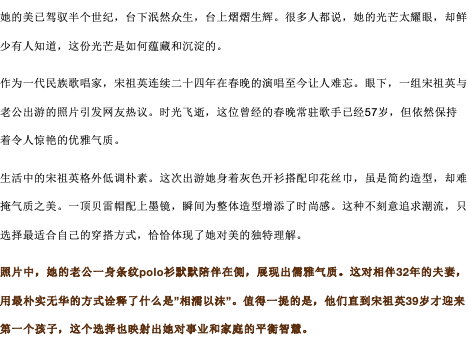 她的美已驾驭半个世纪，台下泯然众生，台上熠熠生辉。很多人都说，她的光芒太耀眼，却鲜
少有人知道，这份光芒是如何蕴藏和沉淀的。
作为一代民族歌唱家，宋祖英连续二十四年在春晚的演唱至今让人难忘。眼下，一组宋祖英与
老公出游的照片引发网友热议。时光飞逝，这位曾经的春晚常驻歌手已经57岁，但依然保持
着令人惊艳的优雅气质。
生活中的宋祖英格外低调朴素。这次出游她身着灰色开衫搭配印花丝巾，虽是简约造型，却难
掩气质之美。一顶贝雷帽配上墨镜，瞬间为整体造型增添了时尚感。这种不刻意追求潮流，只
选择最适合自己的穿搭方式，恰恰体现了她对美的独特理解。
照片中，她的老公一身条纹polo衫默默陪伴在侧，展现出儒雅气质。这对相伴32年的夫妻，
用最朴实无华的方式诠释了什么是"相濡以沫"。值得一提的是，他们直到宋祖英39岁才迎来
第一个孩子，这个选择也映射出她对事业和家庭的平衡智慧。